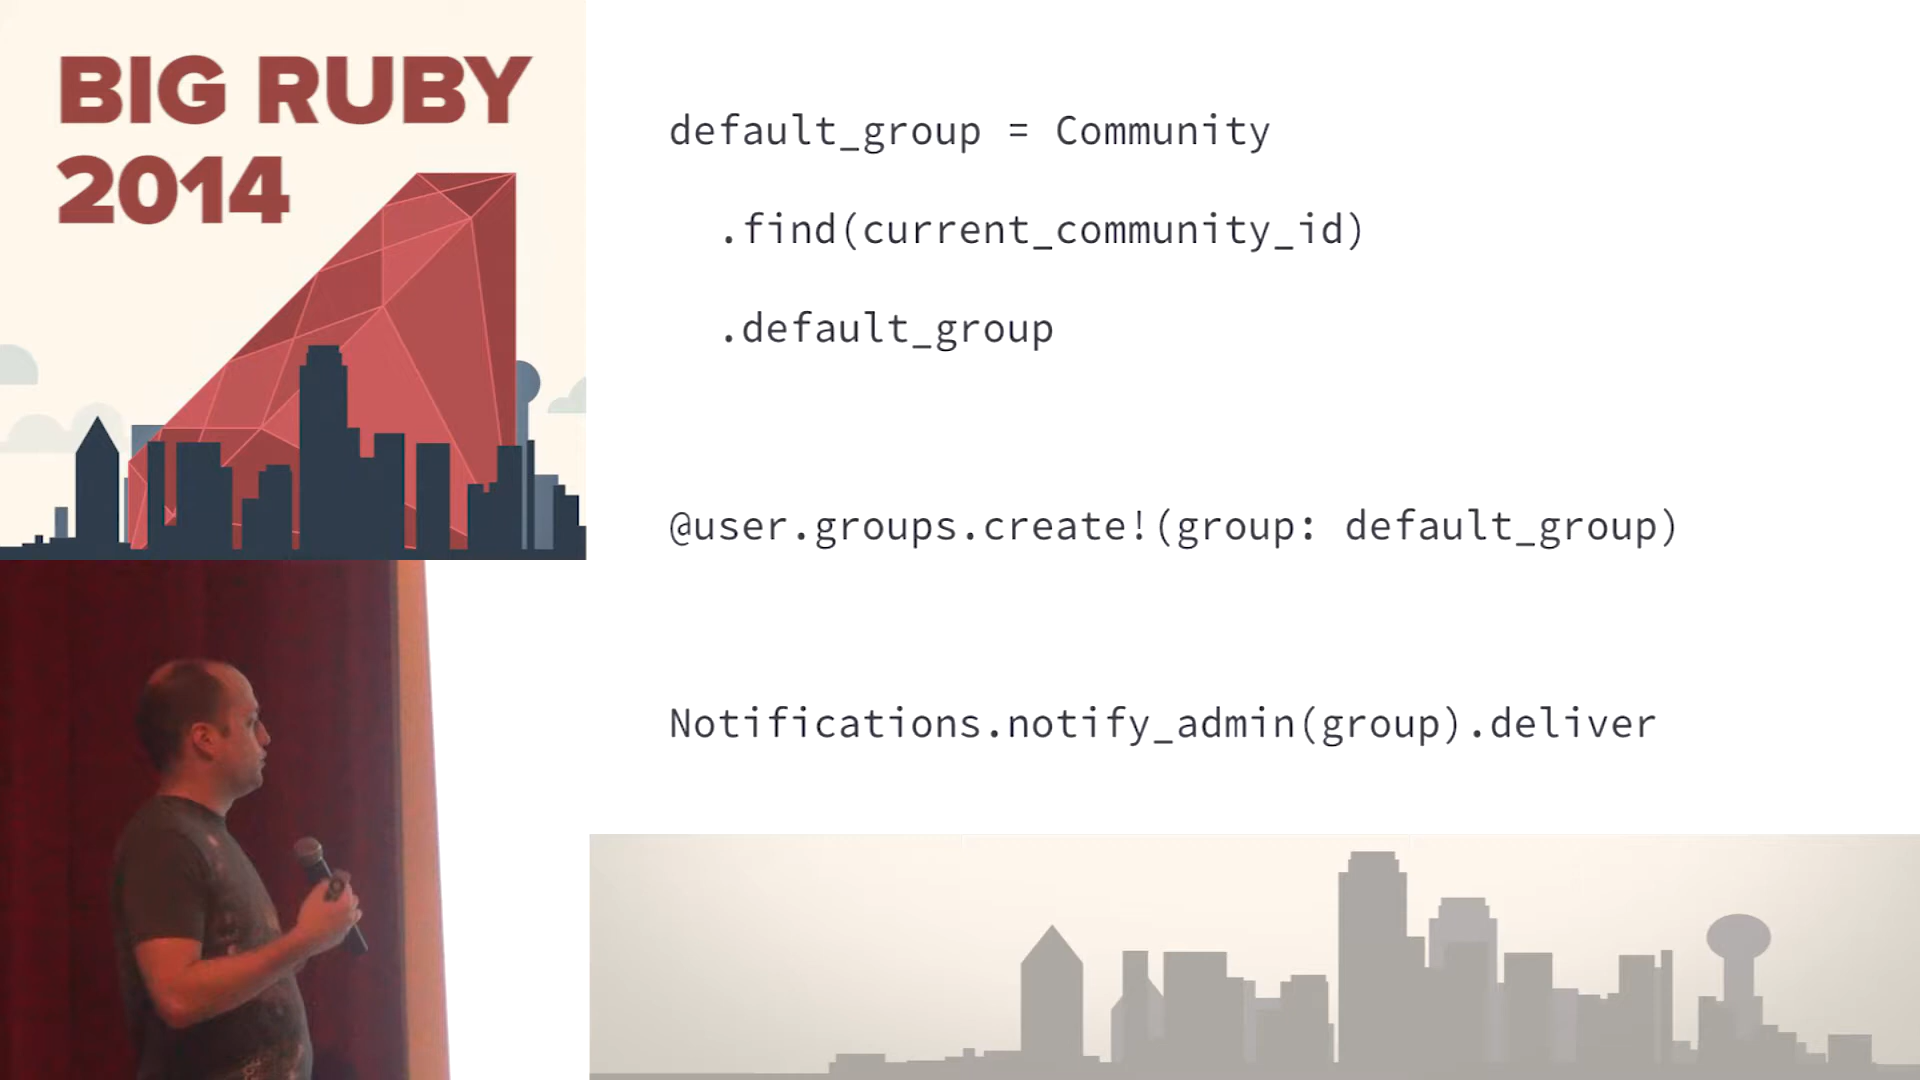 BIG RUBY
2014
default_group = Community
.find(current_community_id)
.default_group
@user.groups.create!(group: default_group)
Notifications.notify_admin(group).deliver